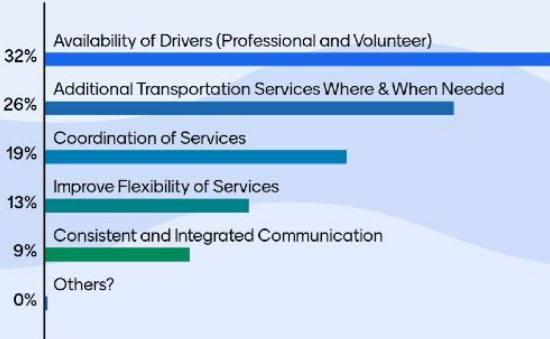 Availability of Drivers (Professional and Volunteer)
32%
Additional Transportation Services Where & When Needed
26%
Coordination of Services
19%
Improve Flexibility of Services
13%
Consistent and Integrated Communication
9%
Others?
0%